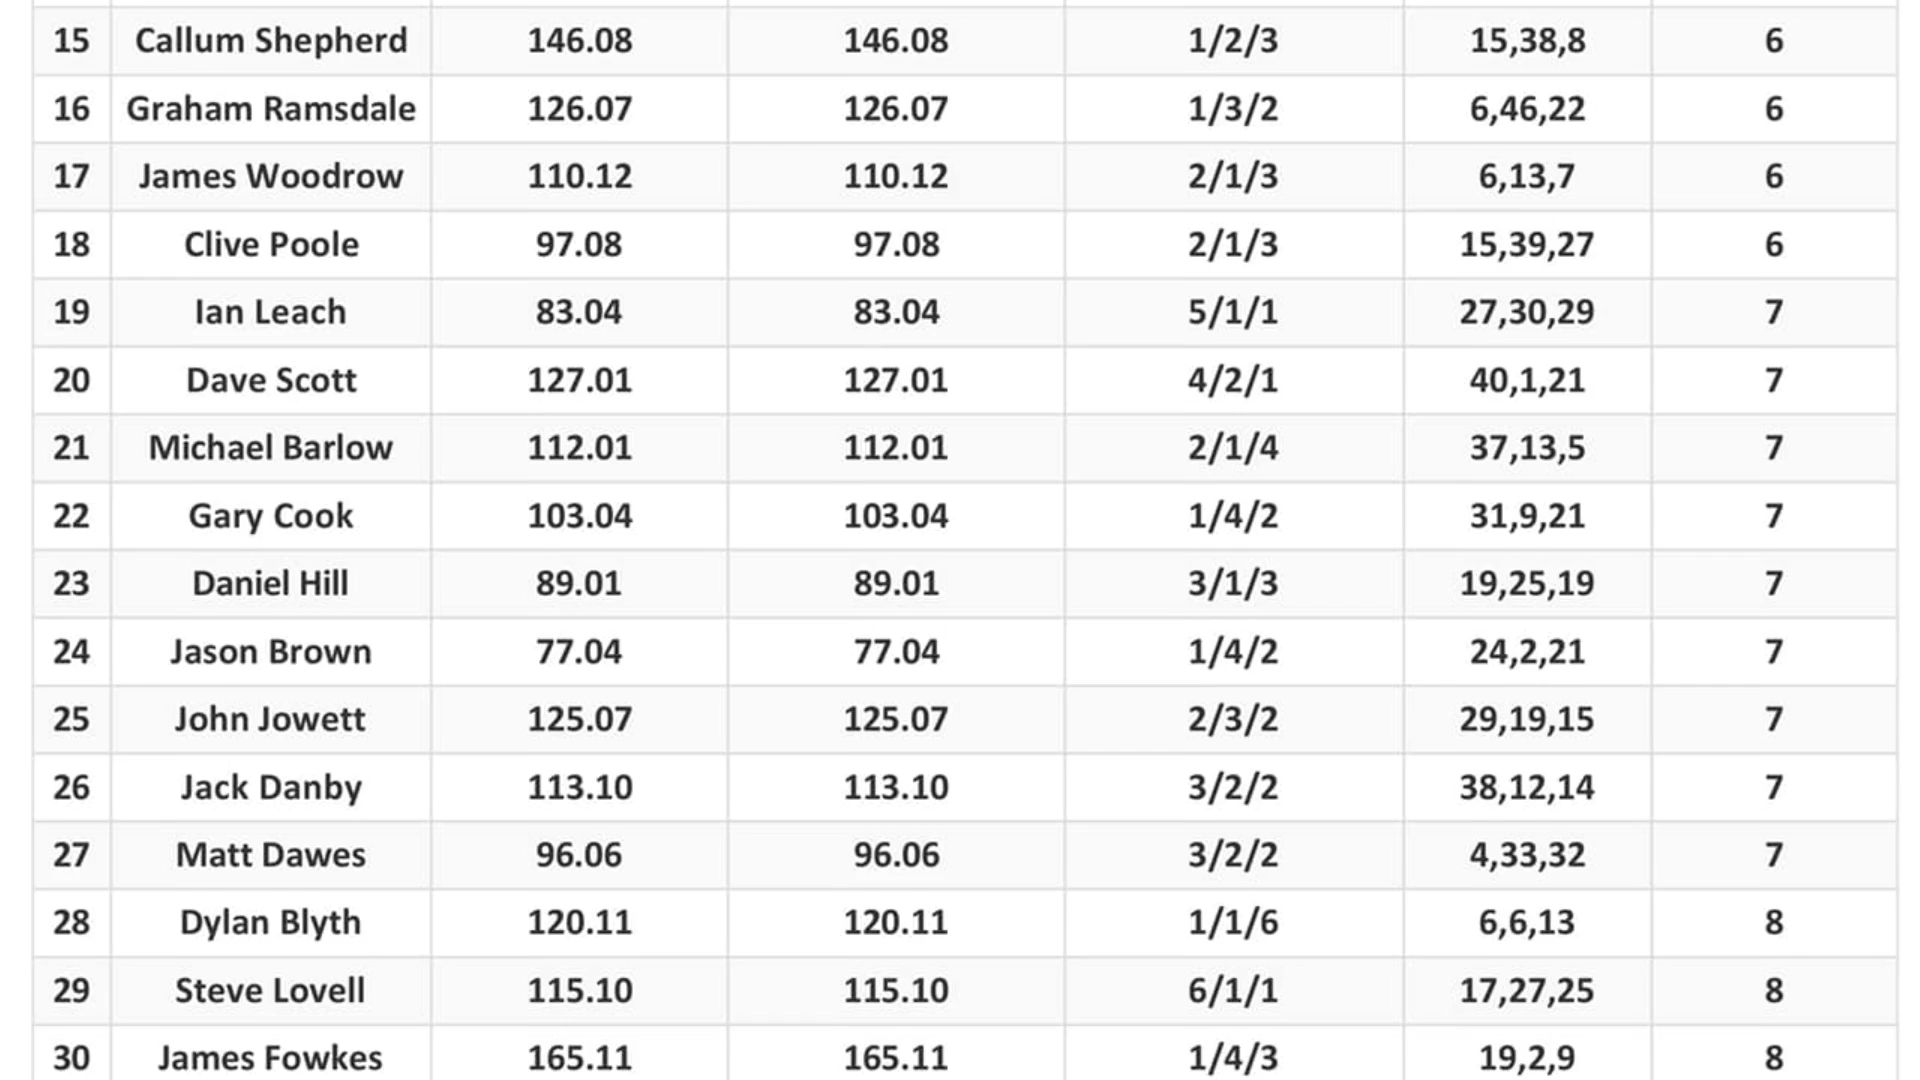 15 Callum Shepherd 146.08 146.08 1/2/3 15,38,8 6
16 Graham Ramsdale 126.07 126.07 1/3/2 6,46,22 6
17 James Woodrow 110.12 110.12 2/1/3 6,13,7 6
18 Clive Poole 97.08 97.08 2/1/3 15,39,27 6
19 Ian Leach 83.04 83.04 5/1/1 27,30,29 7
20 Dave Scott 127.01 127.01 4/2/1 40,1,21 7
21 Michael Barlow 112.01 112.01 2/1/4 37,13,5 7
22 Gary Cook 103.04 103.04 1/4/2 31,9,21 7
23 Daniel Hill 89.01 89.01 3/1/3 19,25,19 7
24 Jason Brown 77.04 77.04 1/4/2 24,2,21 7
25 John Jowett 125.07 125.07 2/3/2 29,19,15 7
26 Jack Danby 113.10 113.10 3/2/2 38,12,14 7
27 Matt Dawes 96.06 96.06 3/2/2 4,33,32 7
28 Dylan Blyth 120.11 120.11 1/1/6 6,6,13 8
29 Steve Lovell 115.10 115.10 6/1/1 17,27,25 8
30 James Fowkes 165.11 165.11 1/4/3 19,2,9 8